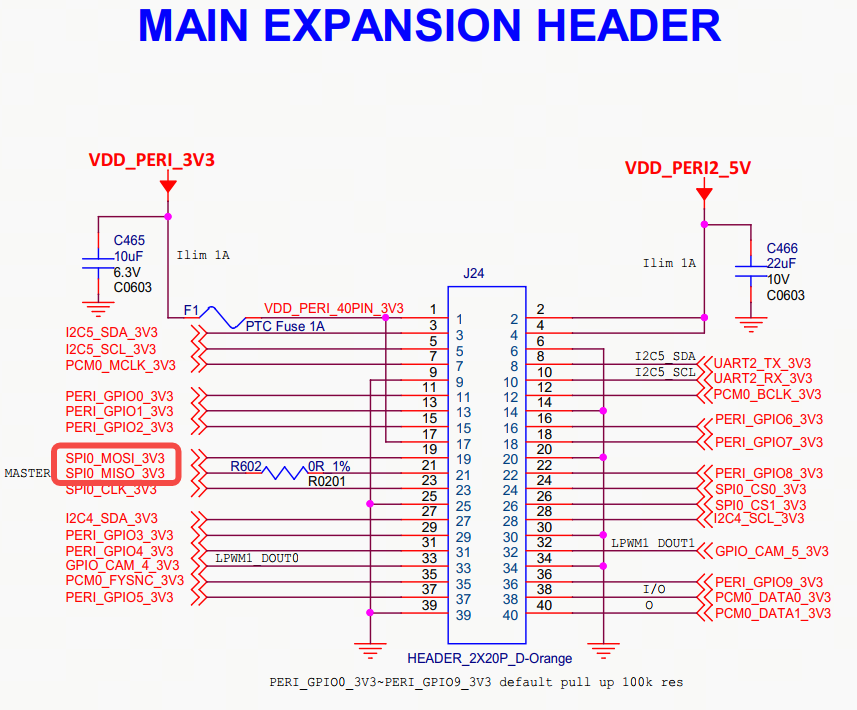 MAIN EXPANSION HEADER
VDD_PERI_3V3
VDD_PERI2_5V
C465
10uF
6.3V
C0603
Ilim 1A
Ilim 1A
C466
22uF
10V
C0603
J24
F1
VDD_PERI_40PIN_3V3
PTC Fuse 1A
1 1 2 2
I2C5_SDA_3V3 3 3 4 4
I2C5_SCL_3V3 5 5 6 6
PCM0_MCLK_3V3 7 7 8 8 I2C5_SDA UART2_TX_3V3
9 9 10 10 I2C5_SCL UART2_RX_3V3
PERI_GPIO0_3V3 11 11 12 12 PCM0_BCLK_3V3
PERI_GPIO1_3V3 13 13 14 14
PERI_GPIO2_3V3 15 15 16 16 PERI_GPIO6_3V3
17 17 18 18 PERI_GPIO7_3V3
SPI0_MOSI_3V3 19 19 20 20
MASTER SPI0_MISO_3V3 R602 0R_1% R0201 21 21 22 22 PERI_GPIO8_3V3
SPI0_CLK_3V3 23 23 24 24 SPI0_CS0_3V3
25 25 26 26 SPI0_CS1_3V3
I2C4_SDA_3V3 27 27 28 28 I2C4_SCL_3V3
PERI_GPIO3_3V3 29 29 30 30
PERI_GPIO4_3V3 31 31 32 32 LPWM1_DOUT1 GPIO_CAM_5_3V3
GPIO_CAM_4_3V3 LPWM1_DOUT0 33 33 34 34
PCM0_FYSNC_3V3 35 35 36 36 PERI_GPIO9_3V3
PERI_GPIO5_3V3 37 37 38 38 I/O PCM0_DATA0_3V3
39 39 40 40 O PCM0_DATA1_3V3
HEADER_2X20P_D-Orange
PERI_GPIO0_3V3~PERI_GPIO9_3V3 default pull up 100k res